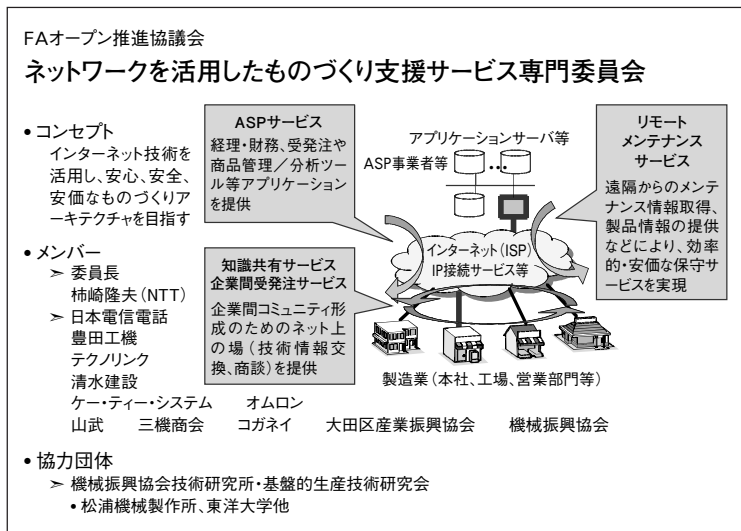 FAオープン推進協議会
ネットワークを活用したものづくり支援サービス専門委員会
• コンセプト
インターネット技術を
活用し、安心、安全、
安価なものづくりア
ーキテクチャを目指す
• メンバー
➢ 委員長
柿崎隆夫(NTT)
➢ 日本電信電話
豊田工機
テクノリンク
清水建設
ケー・ティー・システム オムロン
山武 三機商会 コガネイ 大田区産業振興協会 機械振興協会
• 協力団体
➢ 機械振興協会技術研究所・基盤的生産技術研究会
• 松浦機械製作所、東洋大学他
ASPサービス
経理・財務、受発注や
商品管理/分析ツー
ル等アプリケーション
を提供
知識共有サービス
企業間受発注サービス
企業間コミュニティ形
成のためのネット上
の場(技術情報交
換、商談)を提供
アプリケーションサーバ等
ASP事業者等
…
インターネット(ISP)
IP接続サービス等
製造業(本社、工場、営業部門等)
リモート
メンテナンス
サービス
遠隔からのメンテ
ナンス情報取得、
製品情報の提供
などにより、効率
的・安価な保守サ
ービスを実現